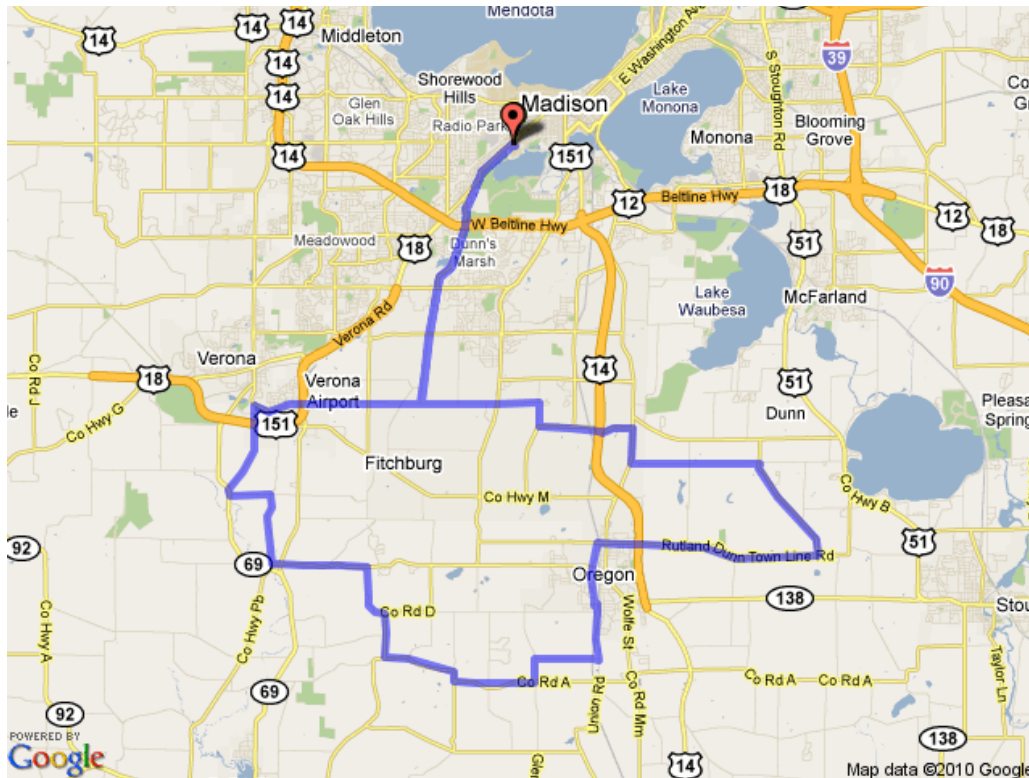 Mendota
14
14
Middleton
14
14
Shorewood
Hills
Glen
Oak Hills
Radio Park
Madison
E Washington Ave
Lake
Monona
S Stoughton Rd
39
Blooming
Grove
Monona
14
151
12
Beltline Hwy
18
W Beltline Hwy
12
18
Meadowood
18
Dunn's
Marsh
51
90
Lake
Waubesa
McFarland
Verona Rd
Co Rd J
Verona
14
18
Verona
Airport
51
Co Hwy G
151
Dunn
Pleasa
Spring
Fitchburg
Co Hwy M
Co Hwy B
92
51
69
Rutland Dunn Town Line Rd
Oregon
Co Hwy A
Co Hwy Pb
Co Rd D
Wolfe St
138
Stou
69
Co Rd A
Co Rd A
Co Rd A
Taylor Ln
92
Union Rd
Co Rd Mm
138
14
POWERED BY
Google
Map data ©2010 Google